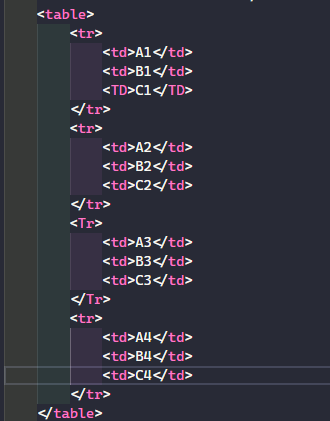 <table>
<tr>
<td>A1</td>
<td>B1</td>
<TD>C1</TD>
</tr>
<tr>
<td>A2</td>
<td>B2</td>
<td>C2</td>
</tr>
<Tr>
<td>A3</td>
<td>B3</td>
<td>C3</td>
</Tr>
<tr>
<td>A4</td>
<td>B4</td>
<td>C4</td>
</tr>
</table>